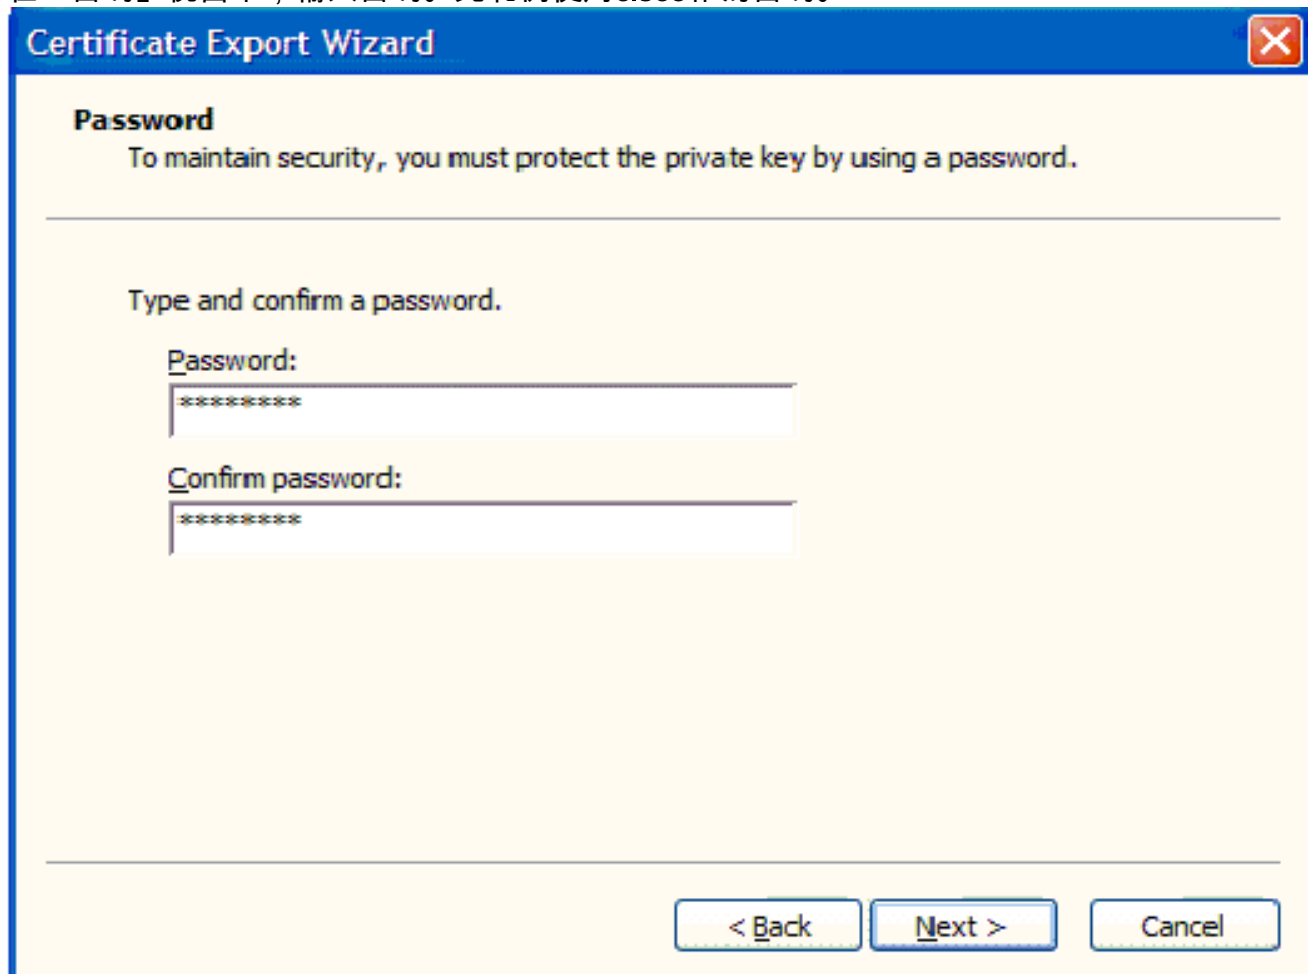 Certificate Export Wizard
Password
To maintain security, you must protect the private key by using a password.
Type and confirm a password.
Password:
********
Confirm password:
********
< Back
Next >
Cancel